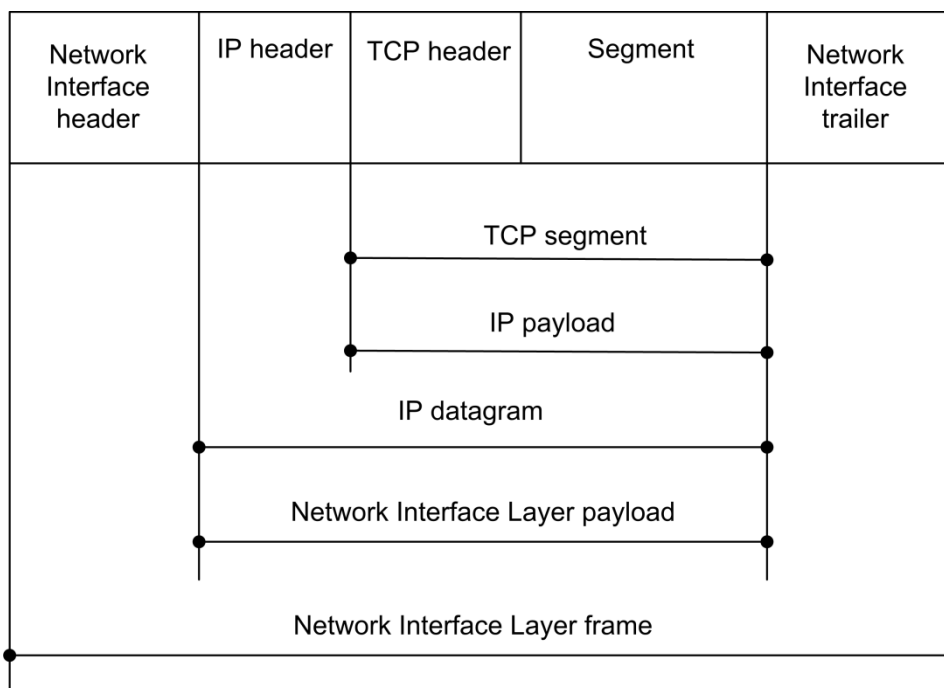 Network
Interface
header
IP header
TCP header
Segment
Network
Interface
trailer
TCP segment
IP payload
IP datagram
Network Interface Layer payload
Network Interface Layer frame